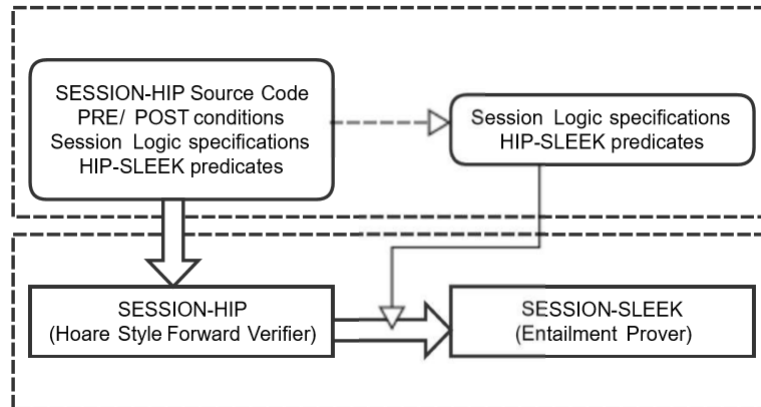 SESSION-HIP Source Code
PRE/ POST conditions
Session Logic specifications
HIP-SLEEK predicates
Session Logic specifications
HIP-SLEEK predicates
SESSION-HIP
(Hoare Style Forward Verifier)
SESSION-SLEEK
(Entailment Prover)